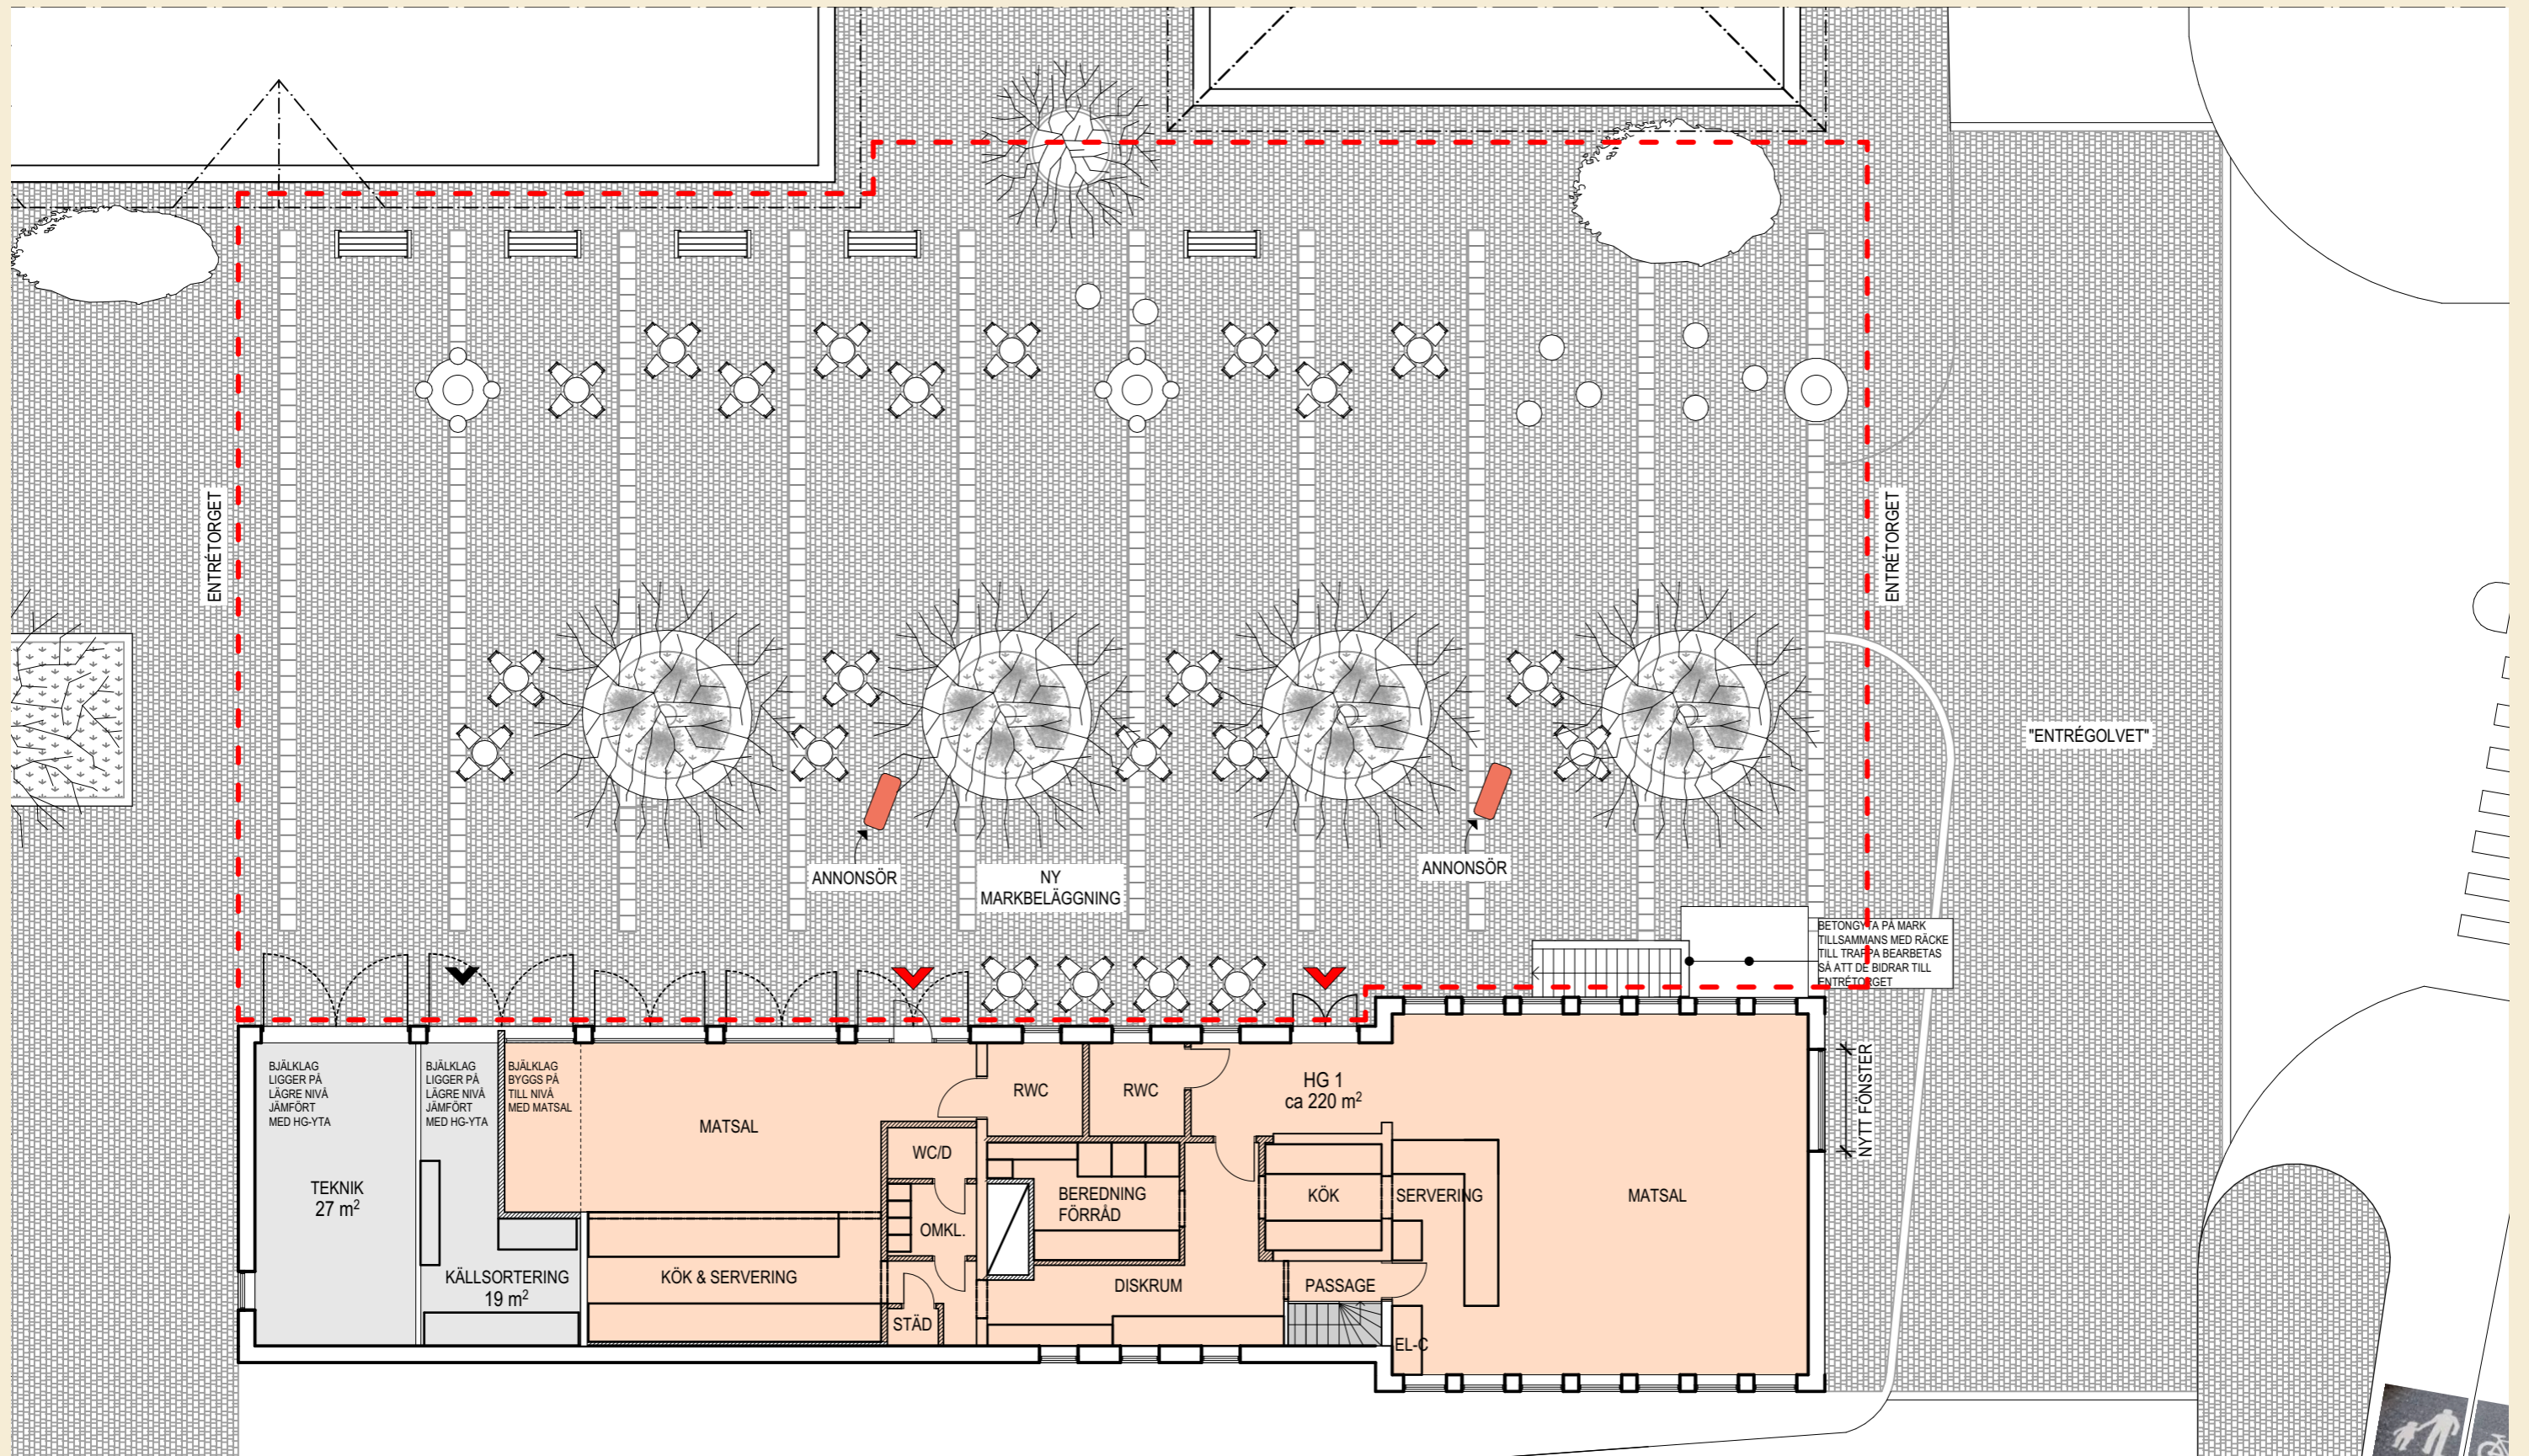 ENTRÉTORGET
ENTRÉTORGET
"ENTRÉGOLVET"
ANNONSÖR
NY
MARKBELÄGGNING
ANNONSÖR
BETONGYTA PÅ MARK
TILLSAMMANS MED RÄCKE
TILL TRAPPA BEARBETAS
SÅ ATT DE BIDRAR TILL
ENTRÉTORGET
BJÄLKLAG
LIGGER PÅ
LÄGRE NIVÅ
JÄMFÖRT
MED HG-YTA
BJÄLKLAG
LIGGER PÅ
LÄGRE NIVÅ
JÄMFÖRT
MED HG-YTA
BJÄLKLAG
BYGGS PÅ
TILL NIVÅ
MED MATSAL
MATSAL
RWC
RWC
HG 1
ca 220 m²
NYTT FÖNSTER
WC/D
TEKNIK
27 m²
BEREDNING
FÖRRÅD
KÖK
SERVERING
MATSAL
OMKL.
KÄLLSORTERING
19 m²
KÖK & SERVERING
DISKRUM
PASSAGE
STÄD
EL-C